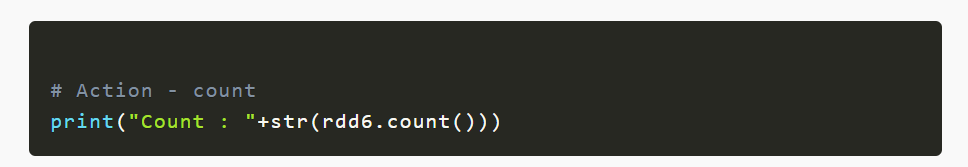 # Action - count
print("Count : "+str(rdd6.count()))